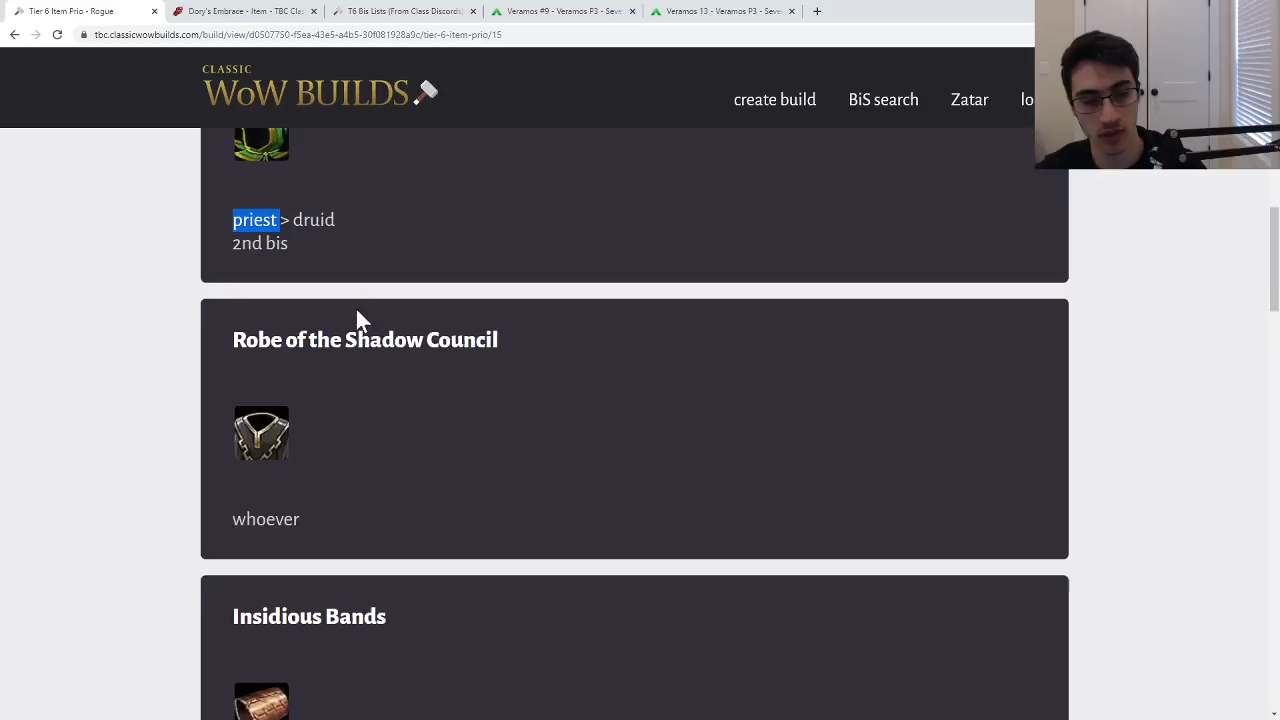 Tier 6 Item Prio - Rogue
Dory's Embrace - Item - TBC Clas
T6 Bis Lists (From Class Discords)
Veramos #9 - Veramos P3 - Seve
Veramos 13 - Veramos P3 - Seve
tbc.classicwowbuilds.com/build/view/d0507750-f5ea-43e5-a4b5-30f081928a9c/tier-6-item-prio/15
CLASSIC
WoW BUILDS
create build
BiS search
Zatar
lo
priest > druid
2nd bis
Robe of the Shadow Council
whoever
Insidious Bands